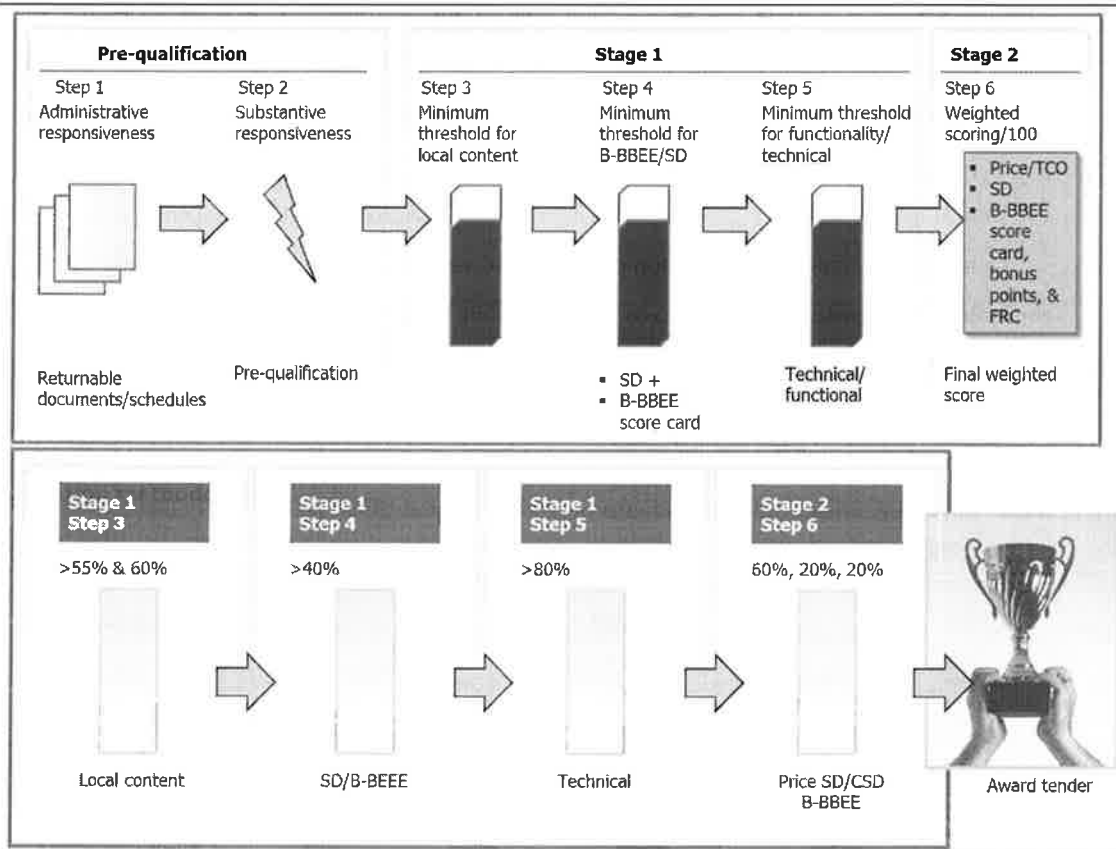 Pre-qualification
Stage 1
Stage 2
Step 1
Administrative
responsiveness
Step 2
Substantive
responsiveness
Step 3
Minimum
threshold for
local content
Step 4
Minimum
threshold for
B-BBEE/SD
Step 5
Minimum threshold
for functionality/
technical
Step 6
Weighted
scoring/100
▪ Price/TCO
▪ SD
▪ B-BBEE
score
card,
bonus
points, &
FRC
Returnable
documents/schedules
Pre-qualification
▪ SD +
▪ B-BBEE
score card
Technical/
functional
Final weighted
score
Stage 1
Step 3
Stage 1
Step 4
Stage 1
Step 5
Stage 2
Step 6
>55% & 60%
>40%
>80%
60%, 20%, 20%
Local content
SD/B-BEEE
Technical
Price SD/CSD
B-BBEE
Award tender